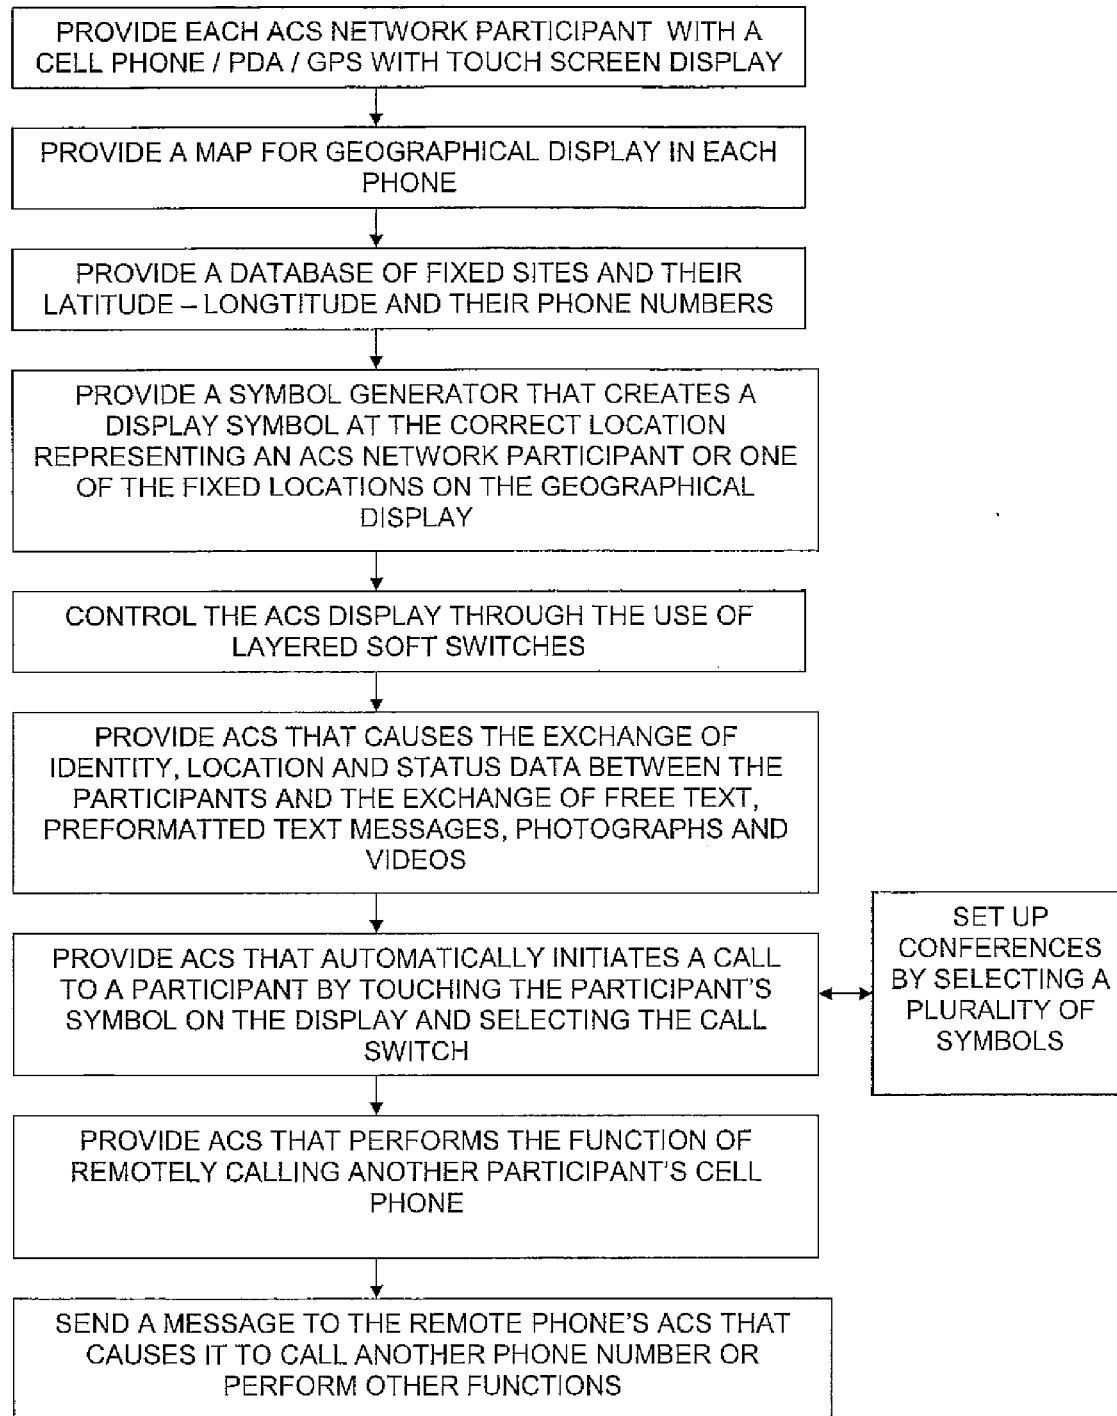 PROVIDE EACH ACS NETWORK PARTICIPANT WITH A
CELL PHONE / PDA / GPS WITH TOUCH SCREEN DISPLAY
PROVIDE A MAP FOR GEOGRAPHICAL DISPLAY IN EACH
PHONE
PROVIDE A DATABASE OF FIXED SITES AND THEIR
LATITUDE – LONGTITUDE AND THEIR PHONE NUMBERS
PROVIDE A SYMBOL GENERATOR THAT CREATES A
DISPLAY SYMBOL AT THE CORRECT LOCATION
REPRESENTING AN ACS NETWORK PARTICIPANT OR ONE
OF THE FIXED LOCATIONS ON THE GEOGRAPHICAL
DISPLAY
CONTROL THE ACS DISPLAY THROUGH THE USE OF
LAYERED SOFT SWITCHES
PROVIDE ACS THAT CAUSES THE EXCHANGE OF
IDENTITY, LOCATION AND STATUS DATA BETWEEN THE
PARTICIPANTS AND THE EXCHANGE OF FREE TEXT,
PREFORMATTED TEXT MESSAGES, PHOTOGRAPHS AND
VIDEOS
PROVIDE ACS THAT AUTOMATICALLY INITIATES A CALL
TO A PARTICIPANT BY TOUCHING THE PARTICIPANT'S
SYMBOL ON THE DISPLAY AND SELECTING THE CALL
SWITCH
SET UP
CONFERENCES
BY SELECTING A
PLURALITY OF
SYMBOLS
PROVIDE ACS THAT PERFORMS THE FUNCTION OF
REMOTELY CALLING ANOTHER PARTICIPANT'S CELL
PHONE
SEND A MESSAGE TO THE REMOTE PHONE'S ACS THAT
CAUSES IT TO CALL ANOTHER PHONE NUMBER OR
PERFORM OTHER FUNCTIONS